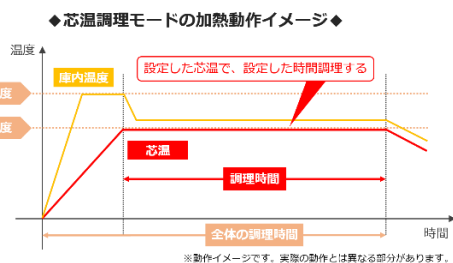 ◆芯温調理モードの加熱動作イメージ◆
温度
庫内温度
設定した芯温で、設定した時間調理する
度
度
芯温
調理時間
全体の調理時間
時間
※動作イメージです。実際の動作とは異なる部分があります。